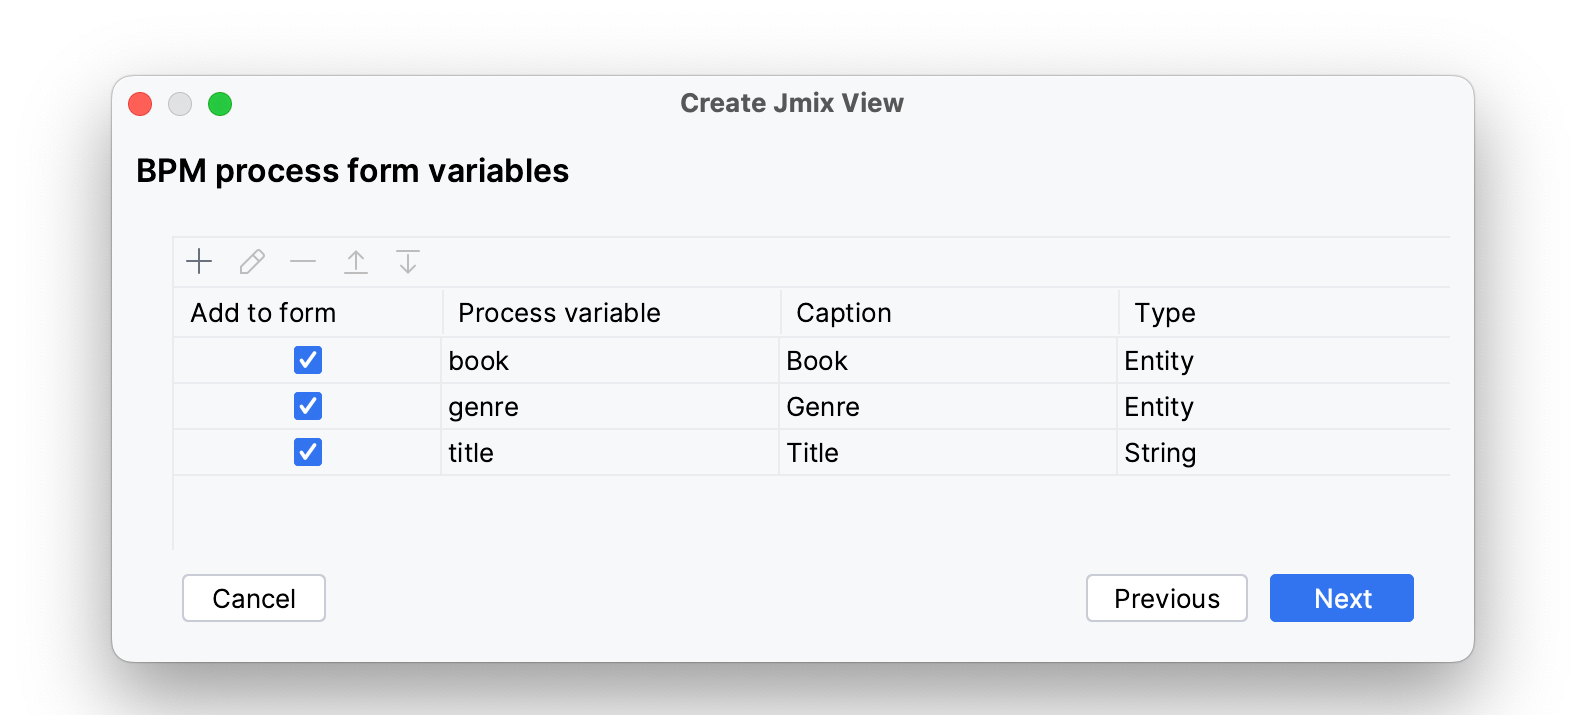 Create Jmix View
BPM process form variables
Add to form Process variable Caption Type
book Book Entity
genre Genre Entity
title Title String
Cancel Previous Next